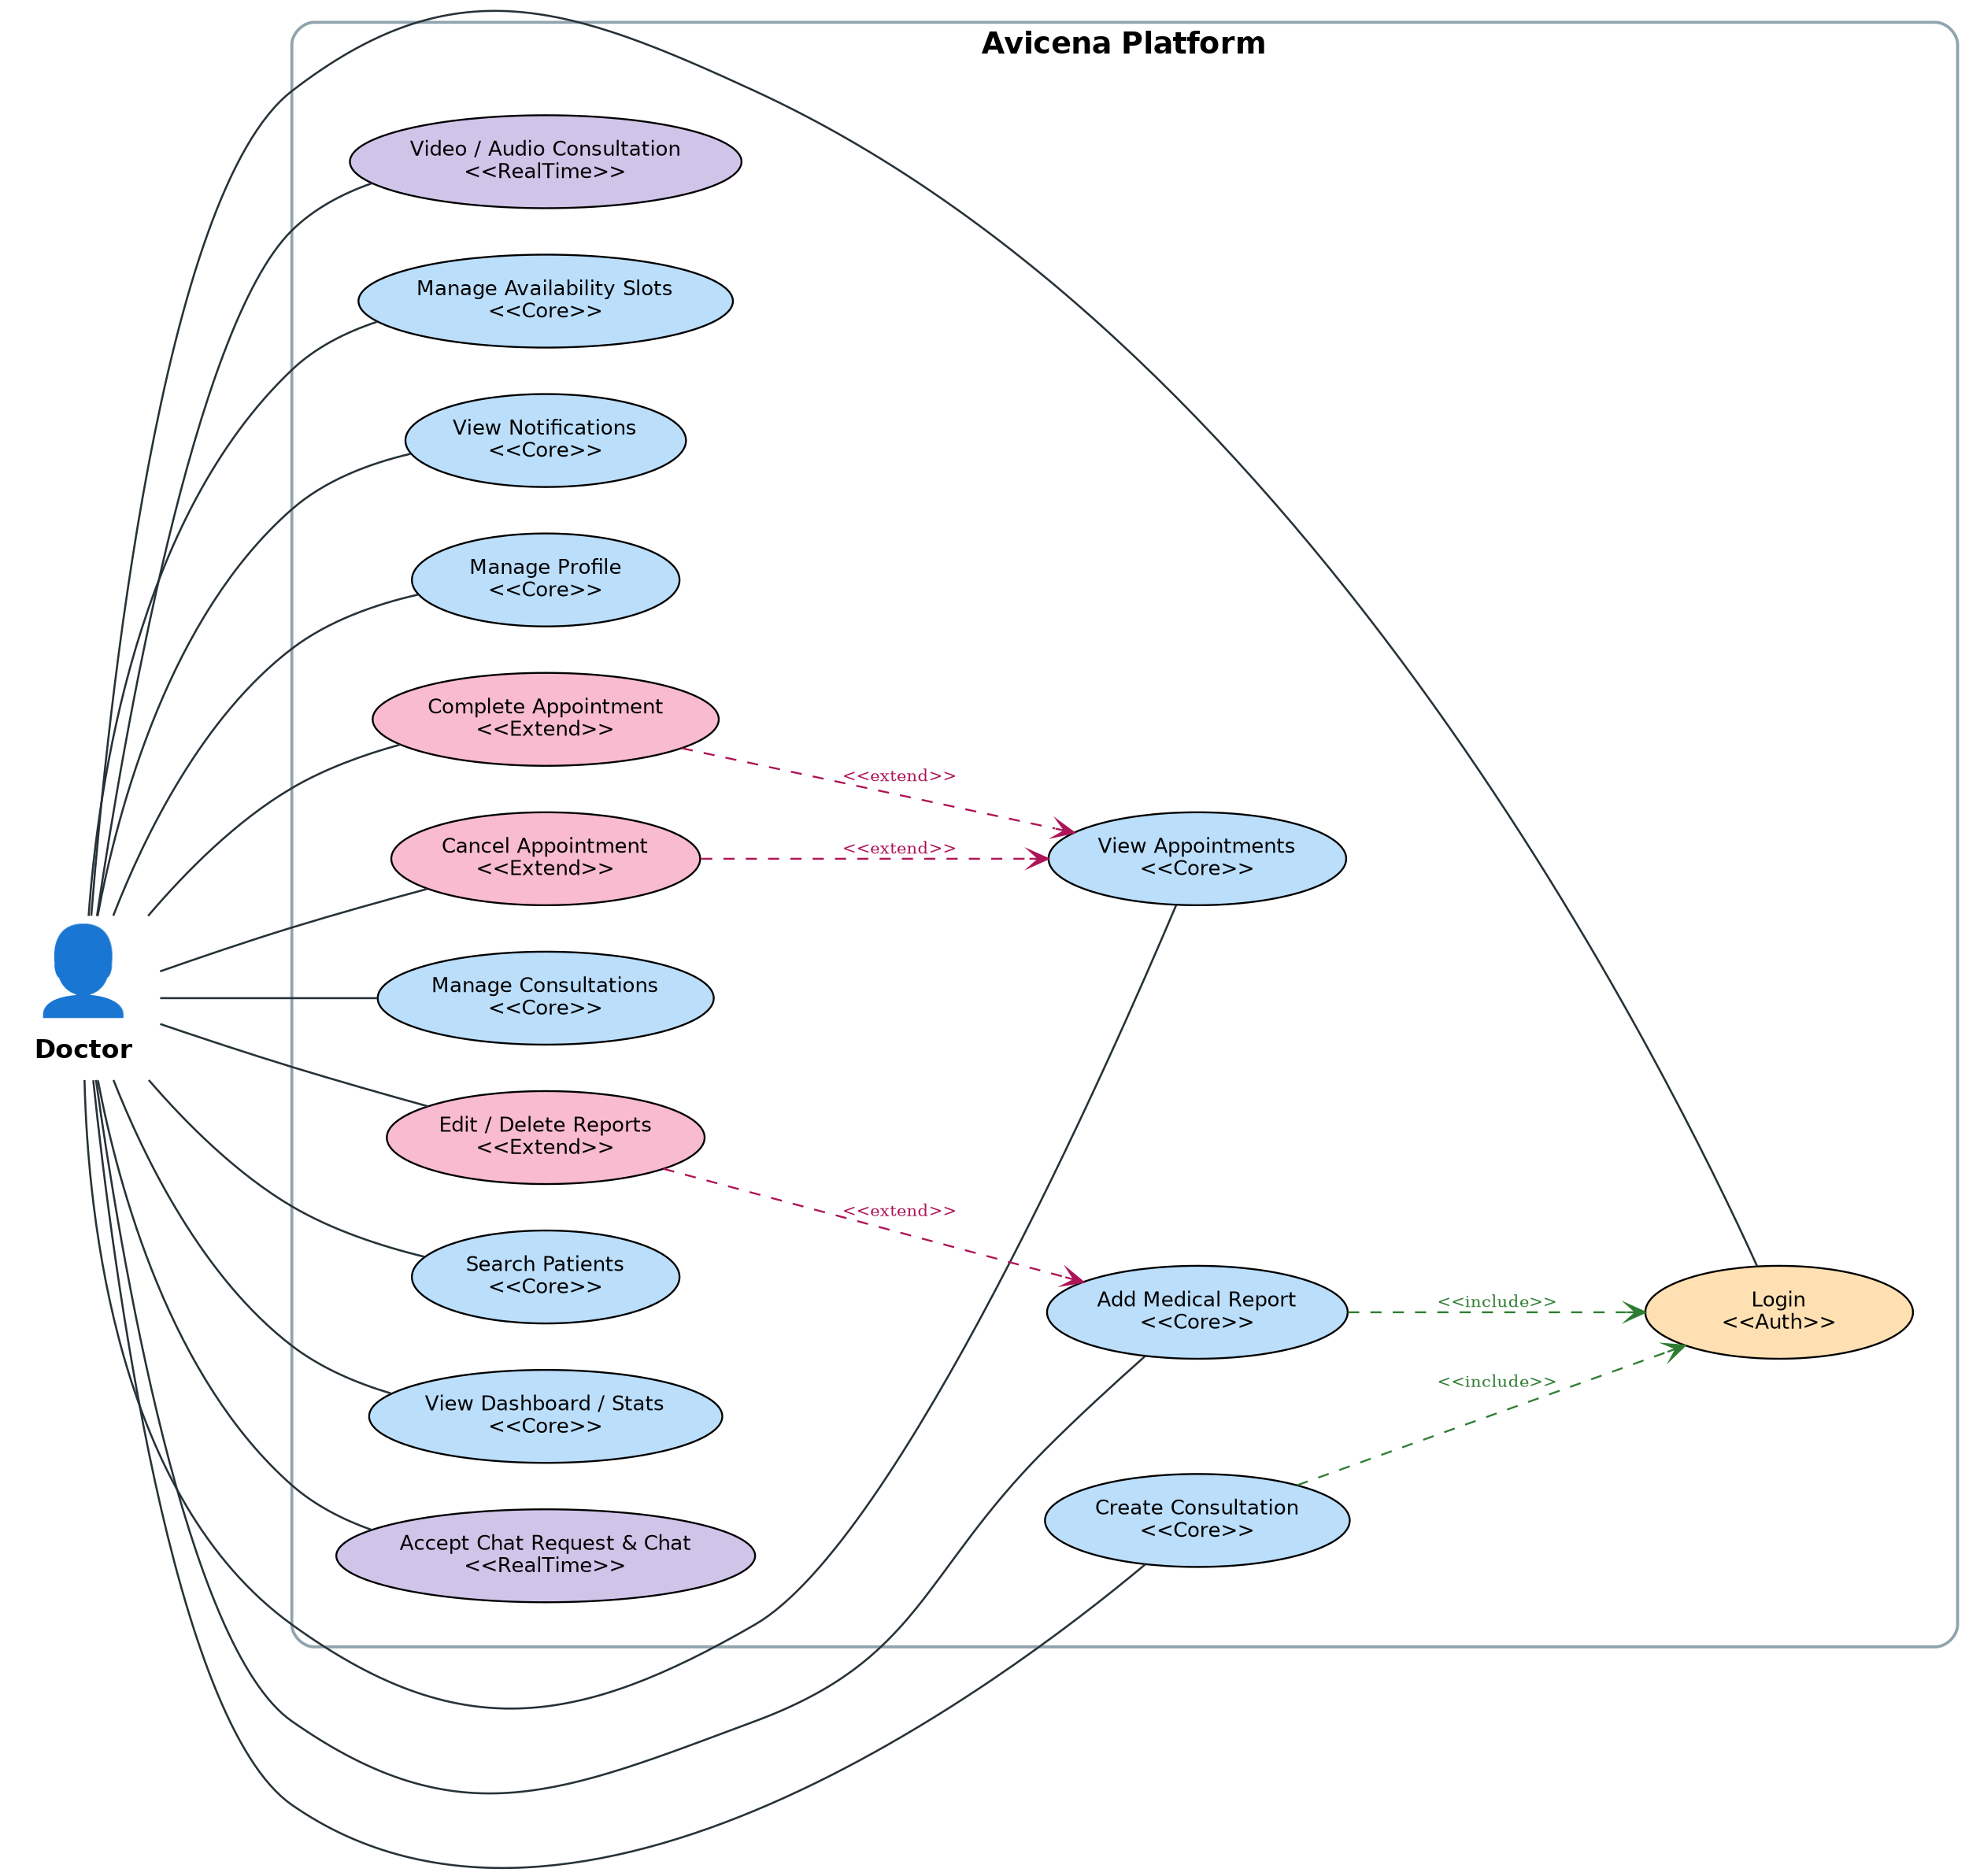 Avicena Platform
Video / Audio Consultation
<<RealTime>>
Manage Availability Slots
<<Core>>
View Notifications
<<Core>>
Manage Profile
<<Core>>
Complete Appointment
<<Extend>>
<<extend>>
Cancel Appointment
<<Extend>>
<<extend>>
View Appointments
<<Core>>
Manage Consultations
<<Core>>
Doctor
Edit / Delete Reports
<<Extend>>
<<extend>>
Search Patients
<<Core>>
Add Medical Report
<<Core>>
<<include>>
Login
<<Auth>>
<<include>>
View Dashboard / Stats
<<Core>>
Create Consultation
<<Core>>
Accept Chat Request & Chat
<<RealTime>>